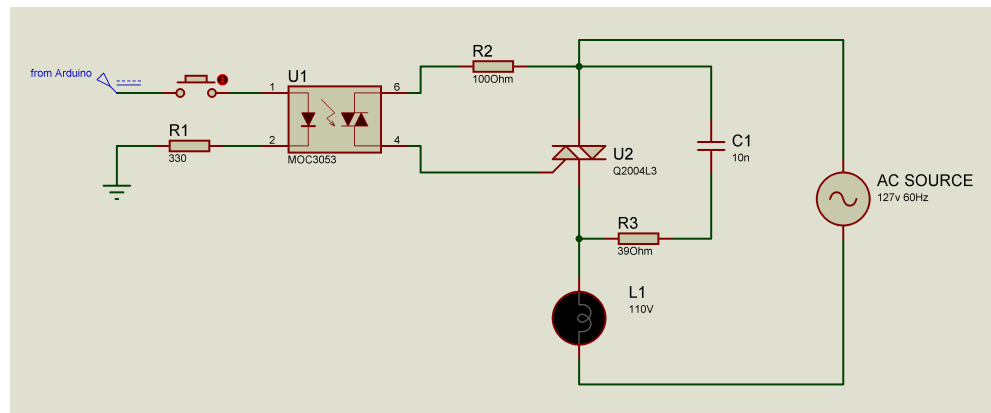 from Arduino
R1
330
1
2
U1
MOC3053
6
4
R2
100Ohm
U2
Q2004L3
C1
10n
R3
39Ohm
L1
110V
AC SOURCE
127v 60Hz